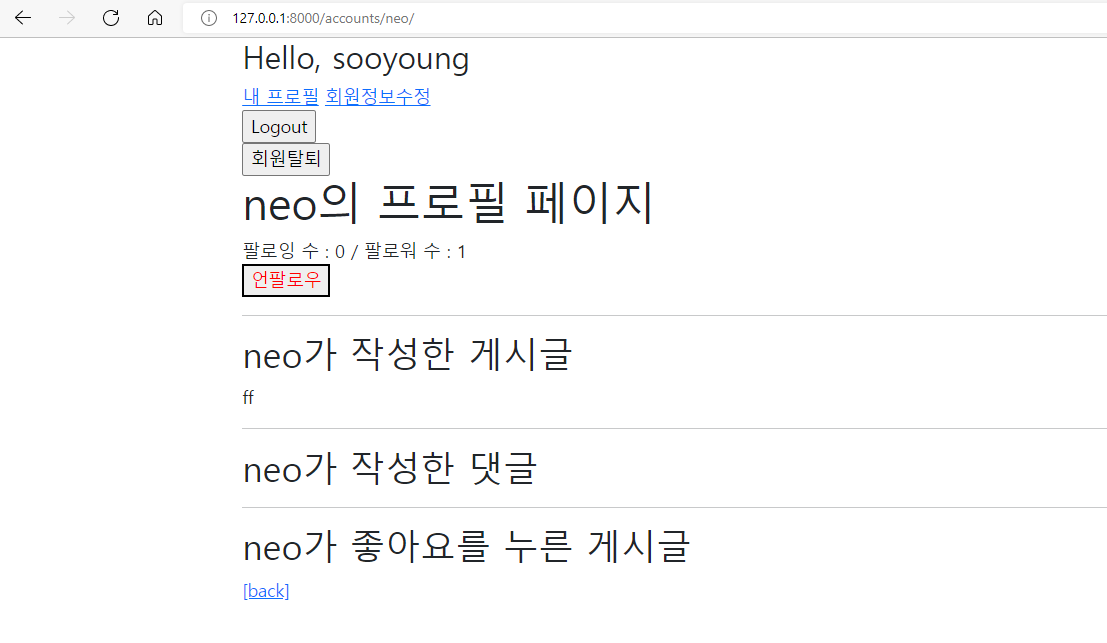 127.0.0.1:8000/accounts/neo/
Hello, sooyoung
내 프로필 회원정보수정
Logout
회원탈퇴
neo의 프로필 페이지
팔로잉 수 : 0 / 팔로워 수 : 1
언팔로우
neo가 작성한 게시글
ff
neo가 작성한 댓글
neo가 좋아요를 누른 게시글
[back]